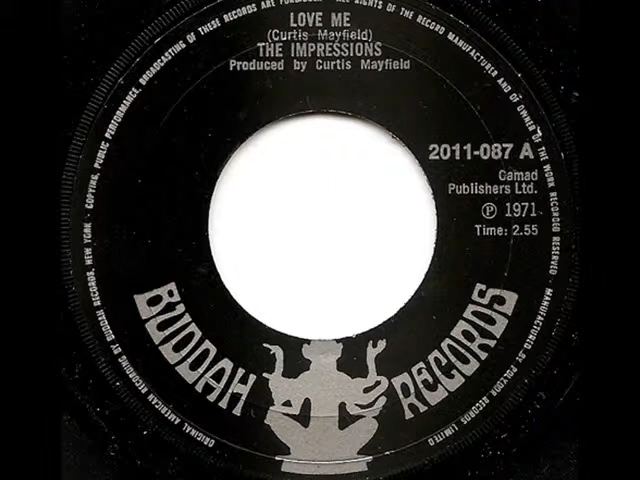 LOVE ME
(Curtis Mayfield)
THE IMPRESSIONS
Produced by Curtis Mayfield
2011-087 A
Camad
Publishers Ltd.
Ⓟ 1971
Time: 2.55
BUDDAH RECORDS
ORIGINAL AMERICAN RECORDING BY BUDDAH RECORDS, NEW YORK · COPYING, PUBLIC PERFORMANCE, BROADCASTING OF THESE RECORDS ARE FORBIDDEN · ALL RIGHTS OF THE RECORD MANUFACTURER AND OF OWNER OF THE WORK RECORDED RESERVED · MANUFACTURED BY POLYDOR RECORDS LIMITED